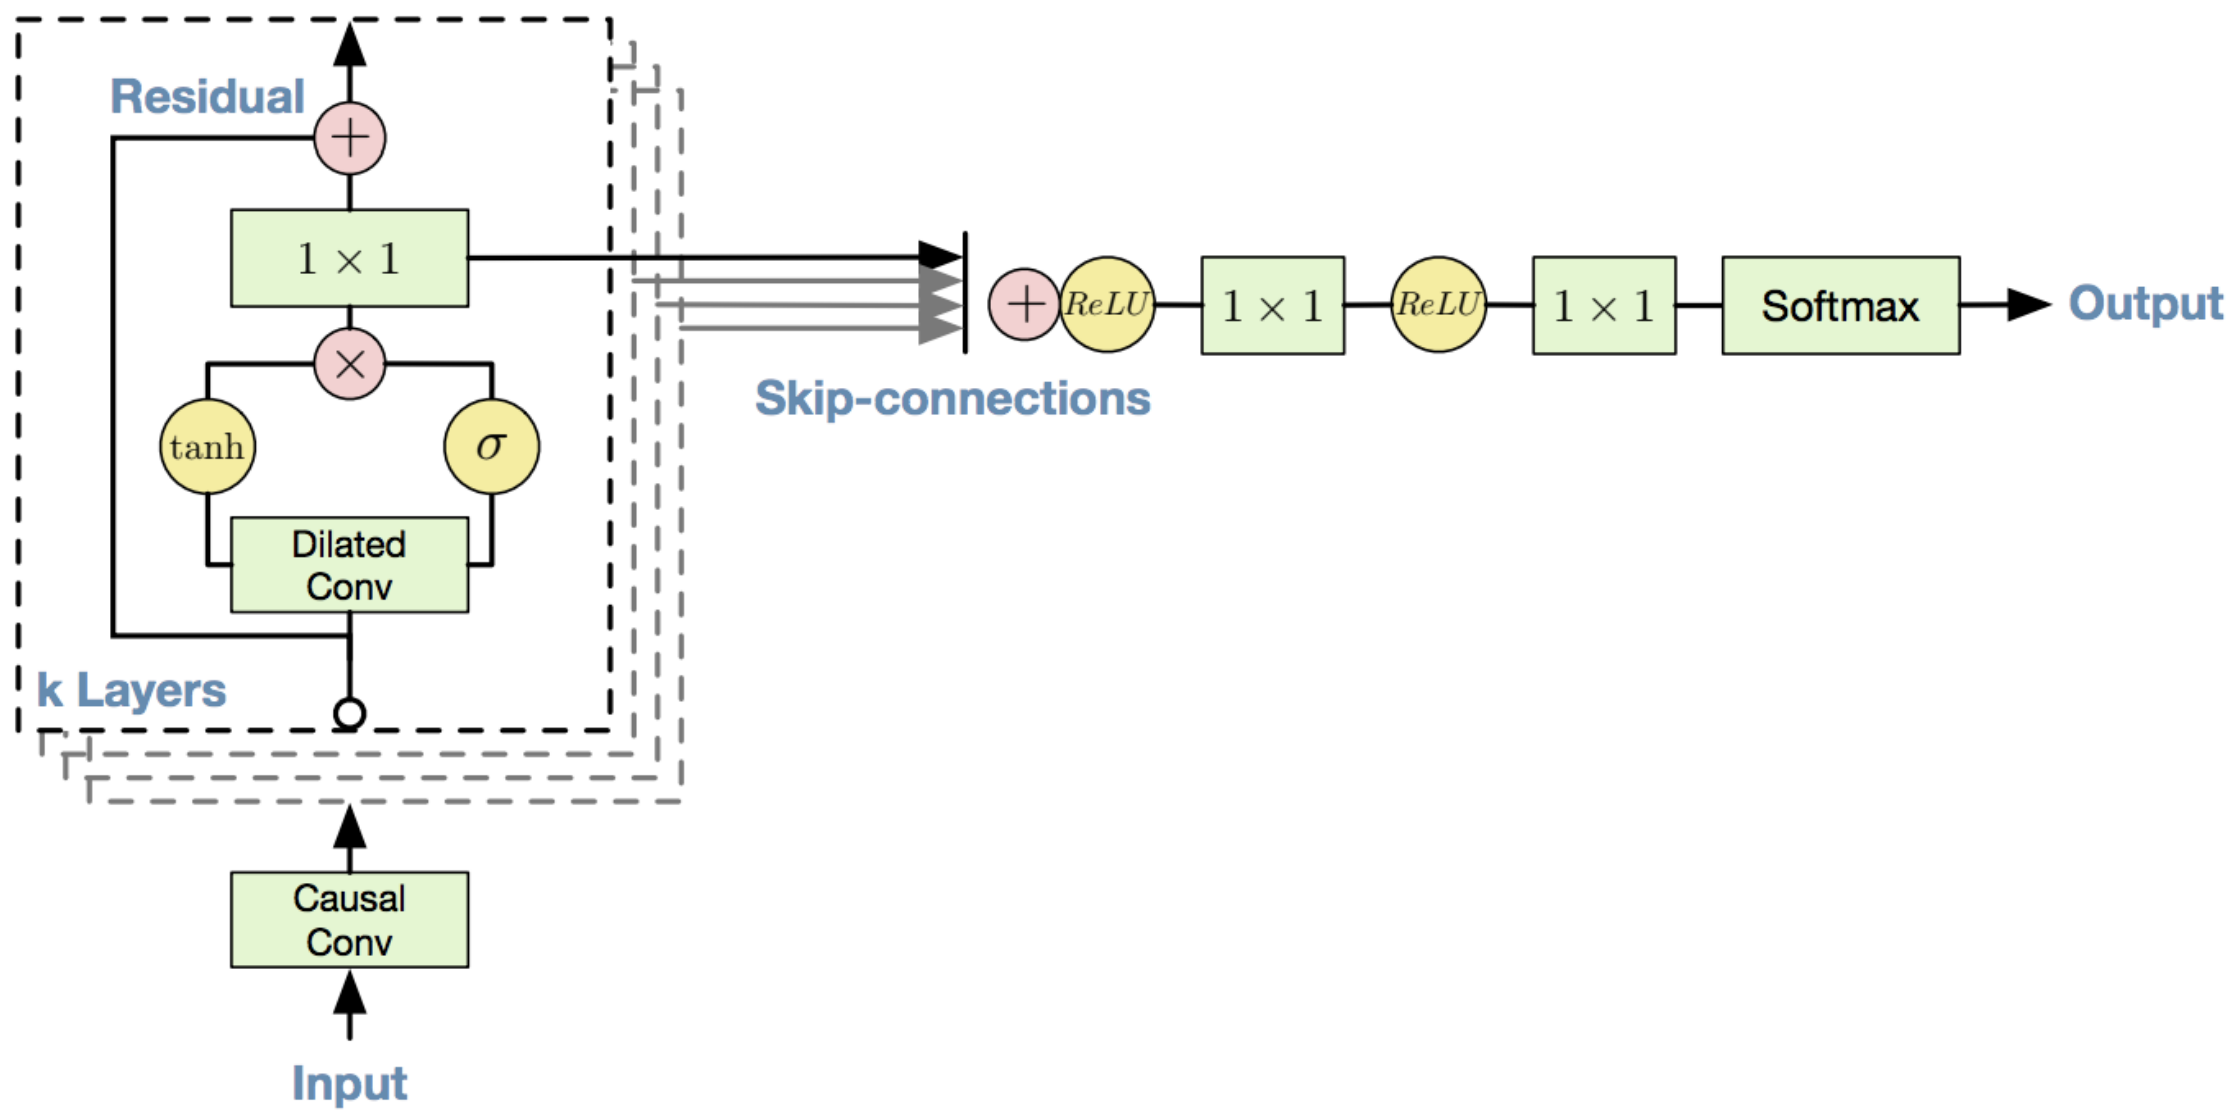 Residual
+
1 × 1
×
tanh
σ
Dilated
Conv
k Layers
Causal
Conv
Input
Skip-connections
+
ReLU
1 × 1
ReLU
1 × 1
Softmax
Output